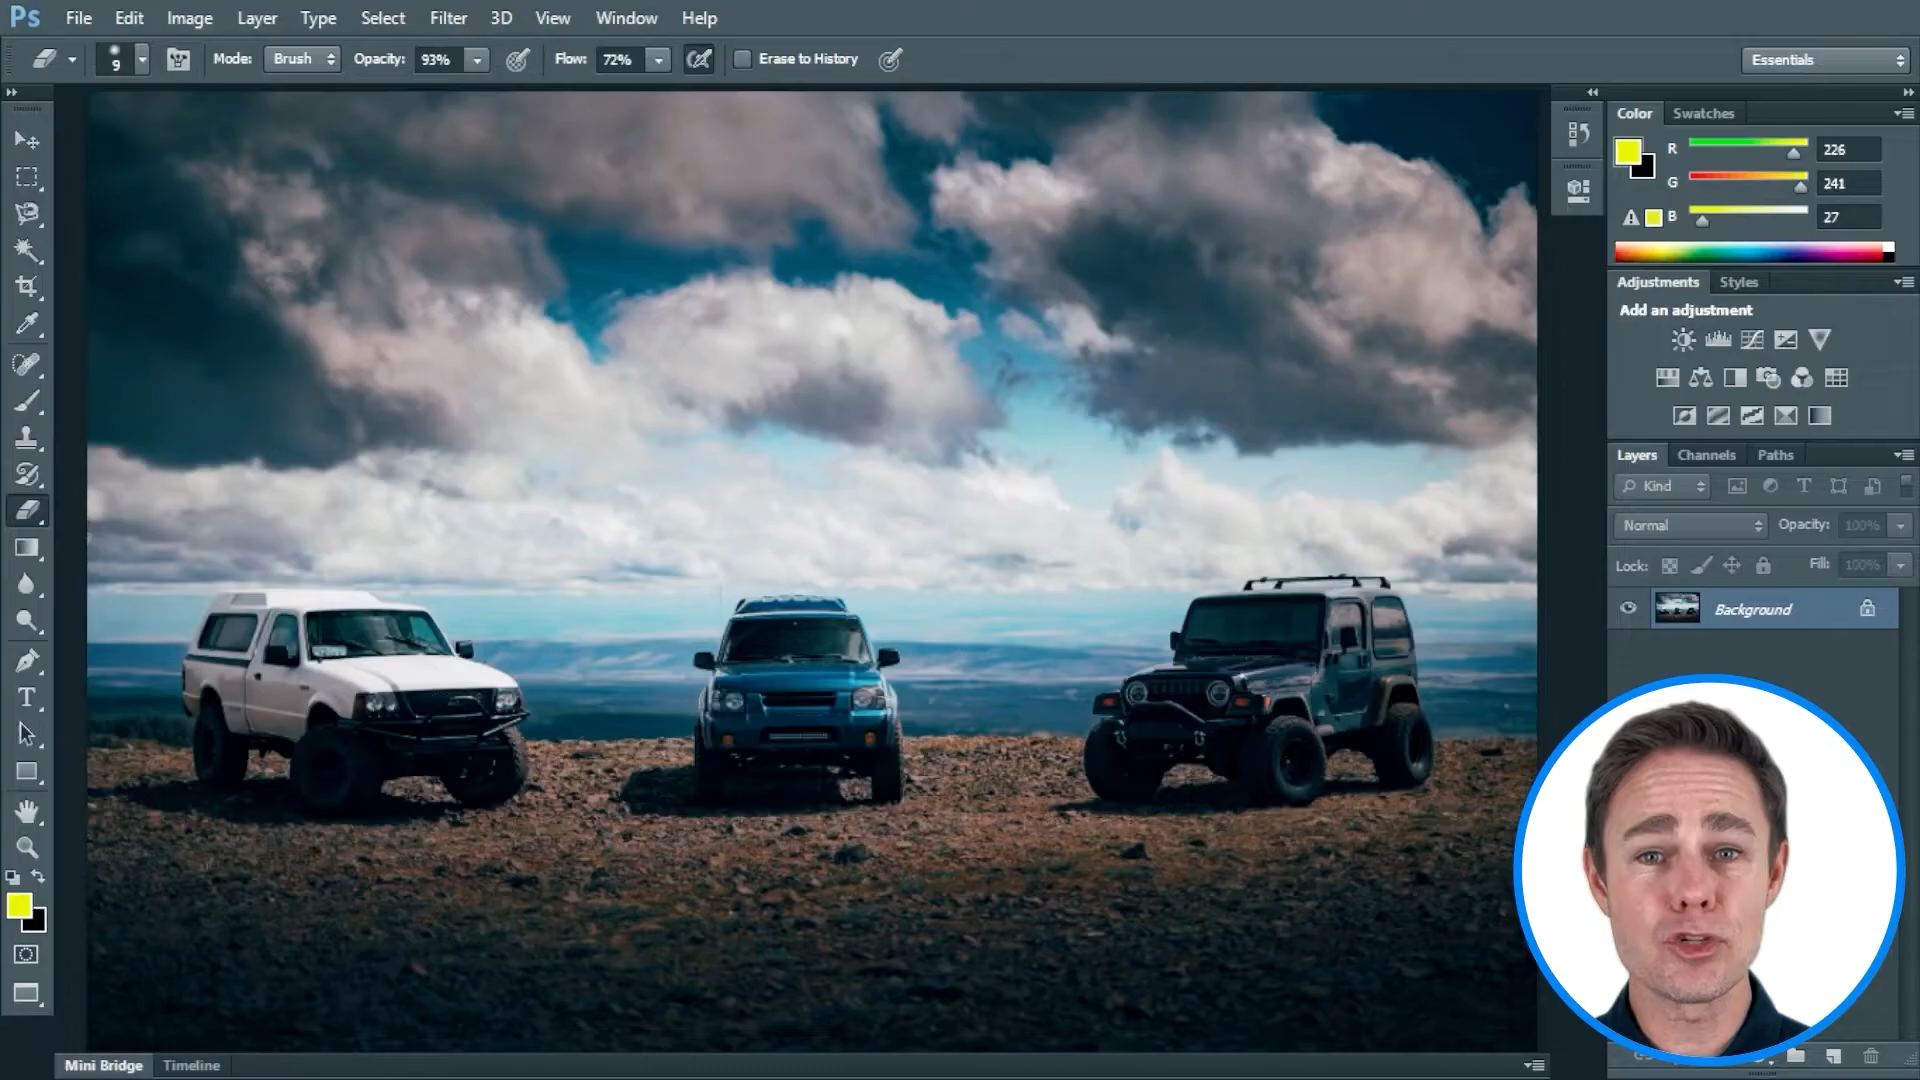 Ps File Edit Image Layer Type Select Filter 3D View Window Help
9 Mode: Brush Opacity: 93% Flow: 72% Erase to History Essentials
Color Swatches
R 226
G 241
B 27
Adjustments Styles
Add an adjustment
Layers Channels Paths
Kind
Normal Opacity: 100%
Lock: Fill: 100%
Background
T
Mini Bridge Timeline